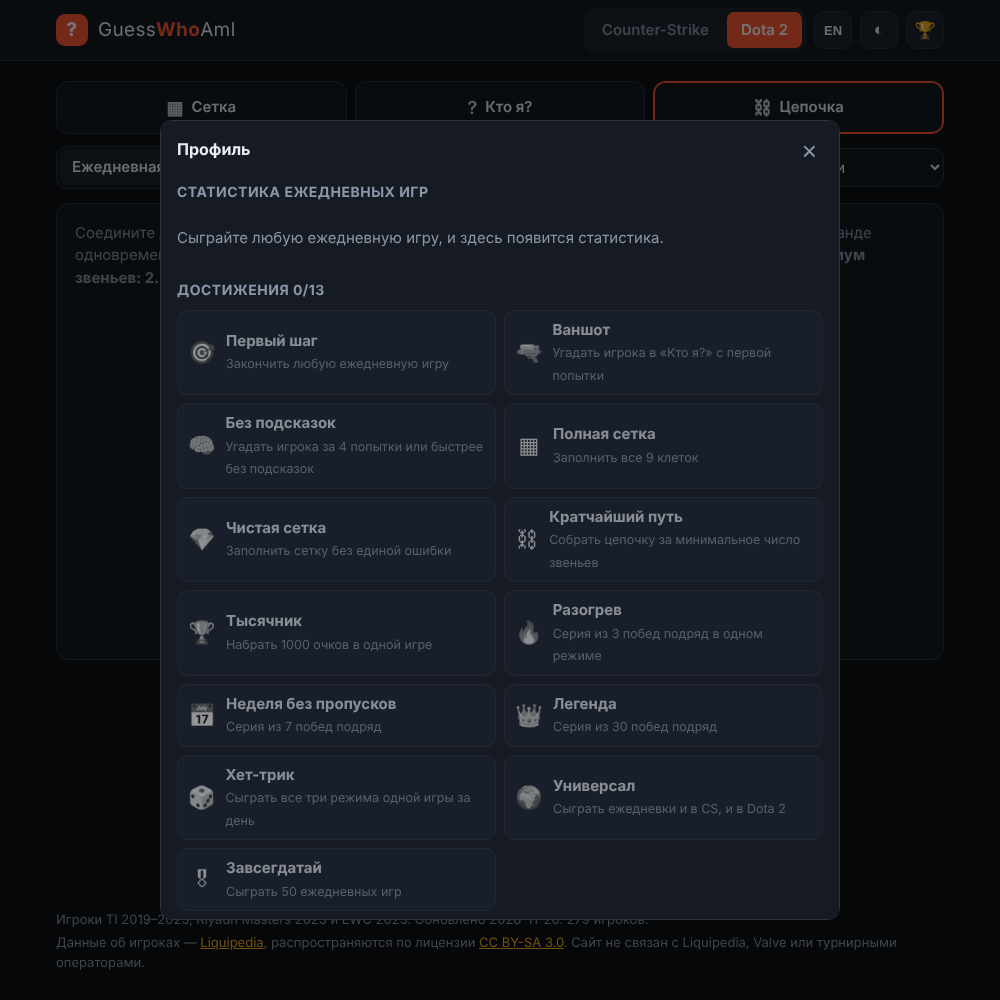 ? GuessWhoAmI
Counter-Strike Dota 2 EN
Сетка ? Кто я? Цепочка
Профиль
Ежедневная
СТАТИСТИКА ЕЖЕДНЕВНЫХ ИГР
Соедините
одновремен
звеньев: 2.
Сыграйте любую ежедневную игру, и здесь появится статистика.
ДОСТИЖЕНИЯ 0/13
Первый шаг
Закончить любую ежедневную игру
Ваншот
Угадать игрока в «Кто я?» с первой
попытки
Без подсказок
Угадать игрока за 4 попытки или быстрее
без подсказок
Полная сетка
Заполнить все 9 клеток
Чистая сетка
Заполнить сетку без единой ошибки
Кратчайший путь
Собрать цепочку за минимальное число
звеньев
Тысячник
Набрать 1000 очков в одной игре
Разогрев
Серия из 3 побед подряд в одном
режиме
July
17
Неделя без пропусков
Серия из 7 побед подряд
Легенда
Серия из 30 побед подряд
Хет-трик
Сыграть все три режима одной игры за
день
Универсал
Сыграть ежедневки и в CS, и в Dota 2
Завсегдатай
Сыграть 50 ежедневных игр
Данные об игроках — Liquipedia, распространяются по лицензии CC BY-SA 3.0. Сайт не связан с Liquipedia, Valve или турнирными
операторами.